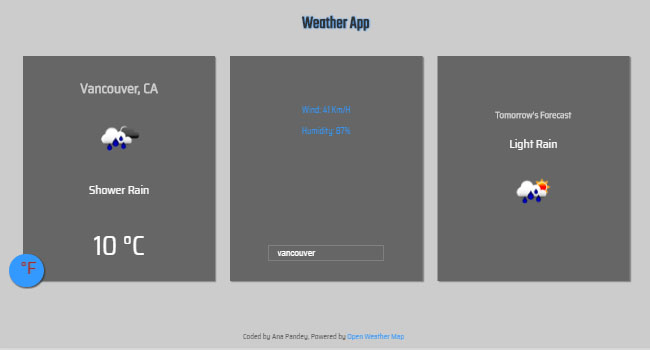 Weather App
Vancouver, CA
Shower Rain
10 °C
°F
Wind: 41 Km/H
Humidity: 87%
vancouver
Tomorrow's Forecast
Light Rain
Coded by Ana Pandey, Powered by Open Weather Map